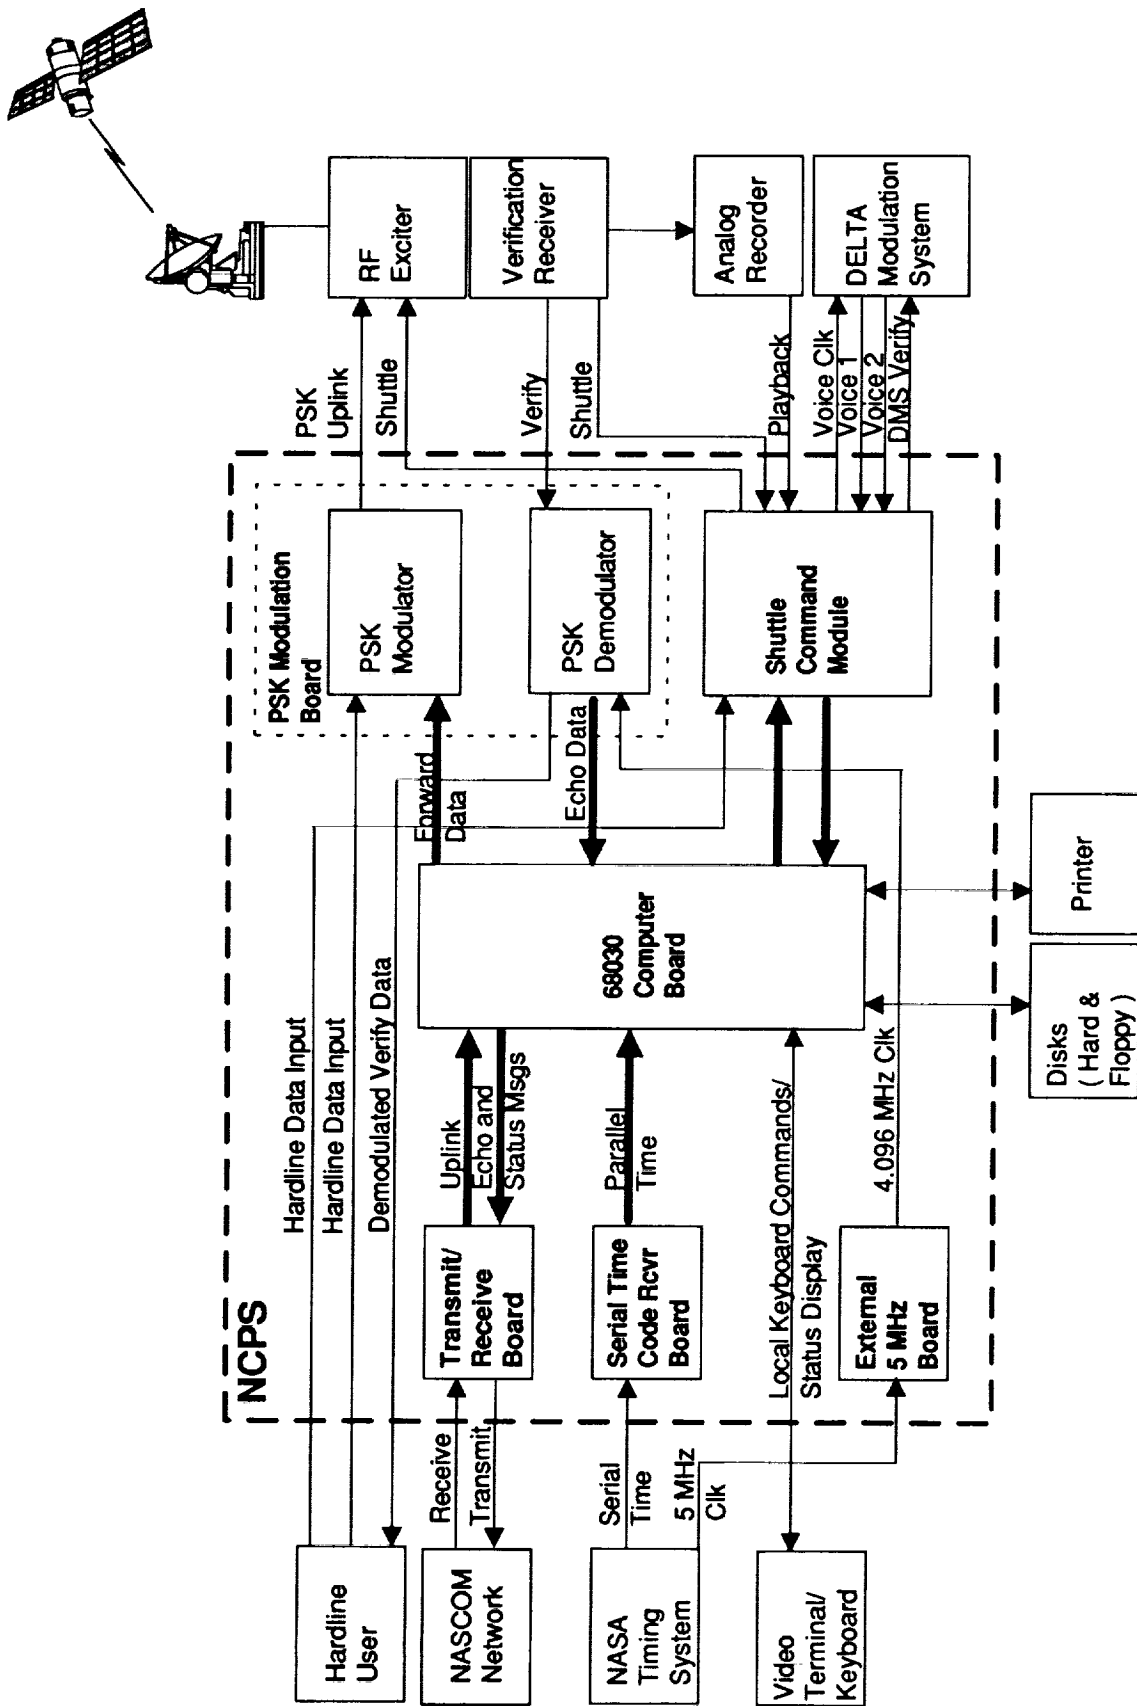 NCPS
Hardline
User
NASCOM
Network
NASA
Timing
System
Video
Terminal/
Keyboard
Receive
Transmit
Serial
Time
5 MHz
Clk
Hardline Data Input
Hardline Data Input
Demodulated Verify Data
Transmit/
Receive
Board
Serial Time
Code Rcvr
Board
External
5 MHz
Board
Uplink
Echo and
Status Msgs
Parallel
Time
Local Keyboard Commands/
Status Display
4.096 MHz Clk
68030
Computer
Board
Disks
( Hard &
Floppy )
Printer
Forward
Data
Echo Data
PSK Modulation
Board
PSK
Modulator
PSK
Demodulator
Shuttle
Command
Module
PSK
Uplink
Shuttle
Verify
Shuttle
Playback
Voice Clk
Voice 1
Voice 2
DMS Verify
RF
Exciter
Verification
Receiver
Analog
Recorder
DELTA
Modulation
System